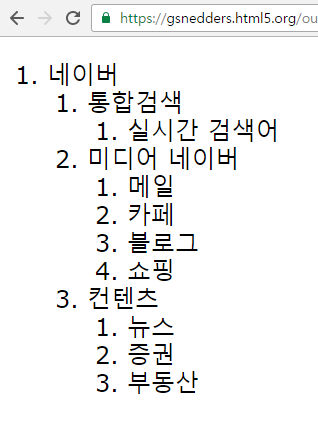 https://gsnedders.html5.org/ou
1. 네이버
1. 통합검색
1. 실시간 검색어
2. 미디어 네이버
1. 메일
2. 카페
3. 블로그
4. 쇼핑
3. 컨텐츠
1. 뉴스
2. 증권
3. 부동산